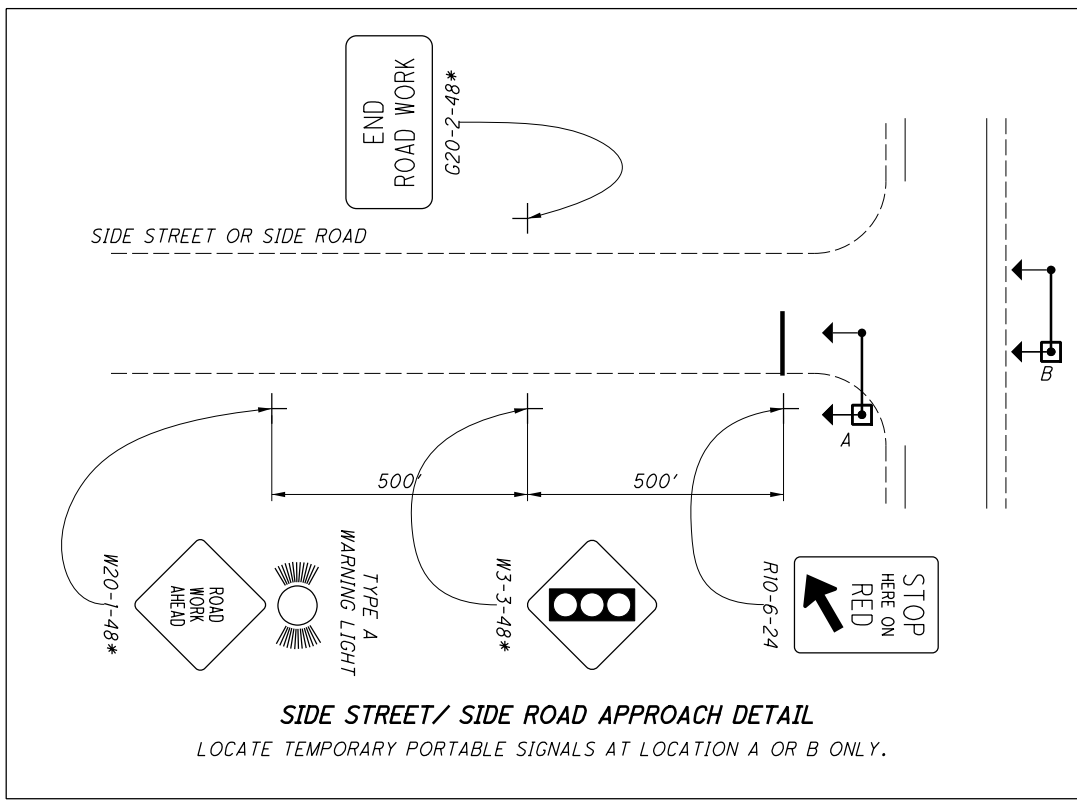 END
ROAD WORK
G20-2-48*
SIDE STREET OR SIDE ROAD
B
A
500'
500'
W20-1-48*
ROAD
WORK
AHEAD
TYPE A
WARNING LIGHT
W3-3-48*
R10-6-24
STOP
HERE ON
RED
SIDE STREET/ SIDE ROAD APPROACH DETAIL
LOCATE TEMPORARY PORTABLE SIGNALS AT LOCATION A OR B ONLY.